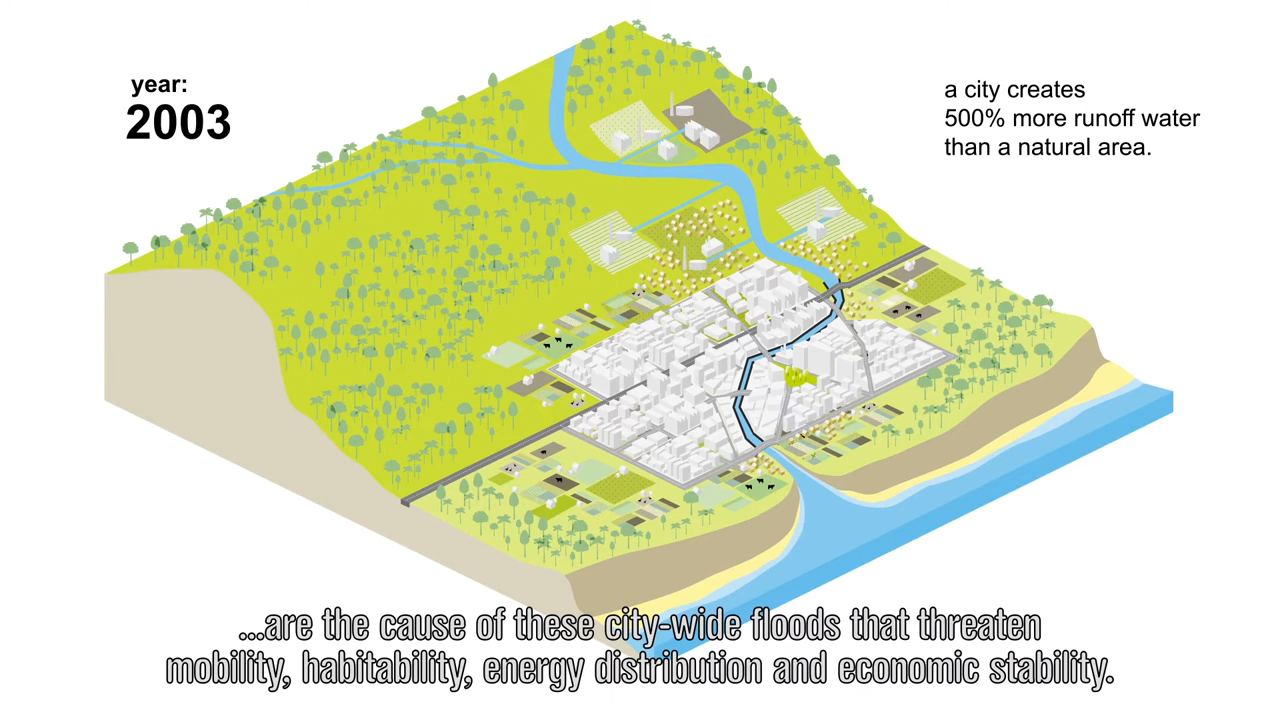 year:
2003
a city creates
500% more runoff water
than a natural area.
...are the cause of these city-wide floods that threaten
mobility, habitability, energy distribution and economic stability.